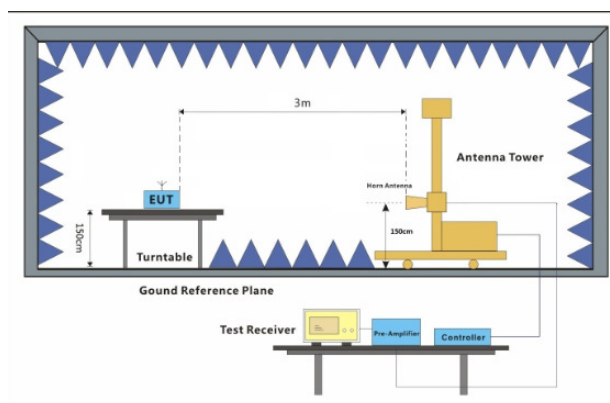 3m
Antenna Tower
Horn Antenna
EUT
150cm
150cm
Turntable
Gound Reference Plane
Test Receiver
Pre-Amplifier
Controller